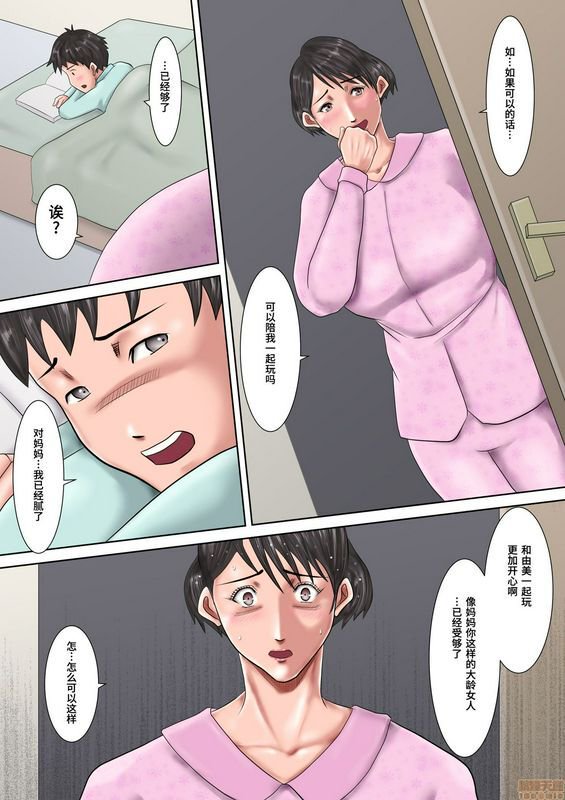 如…如果可以的话…
可以陪我一起玩吗
…已经够了
诶？
对妈妈…我已经腻了
和由美一起玩
更加开心啊
像妈妈你这样的大龄女人
…已经受够了
怎…怎么可以这样